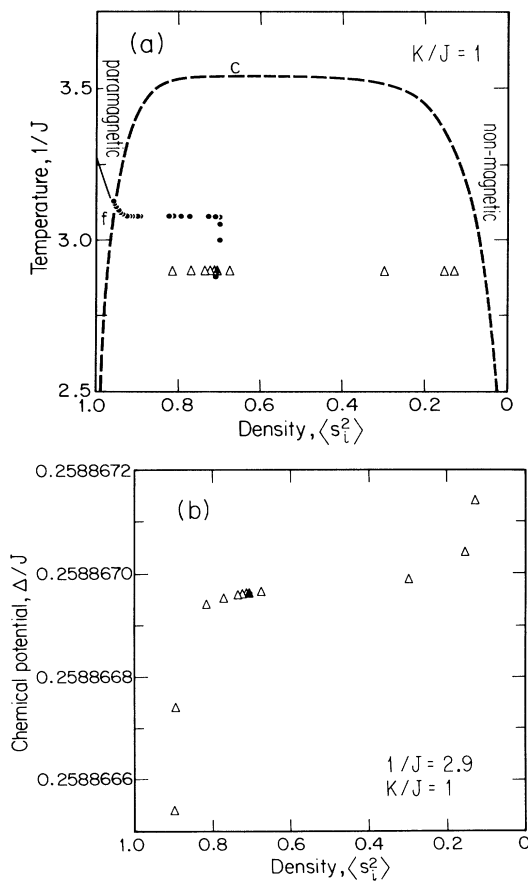 (a)
K/J = 1
C
3.5
paramagnetic
non-magnetic
Temperature, 1/J
f
3.0
2.5
1.0
0.8
0.6
0.4
0.2
0
Density, ⟨s_i^2⟩
0.2588672
(b)
0.2588670
Chemical potential, Δ/J
0.2588668
0.2588666
1/J = 2.9
K/J = 1
1.0
0.8
0.6
0.4
0.2
0
Density, ⟨s_i^2⟩